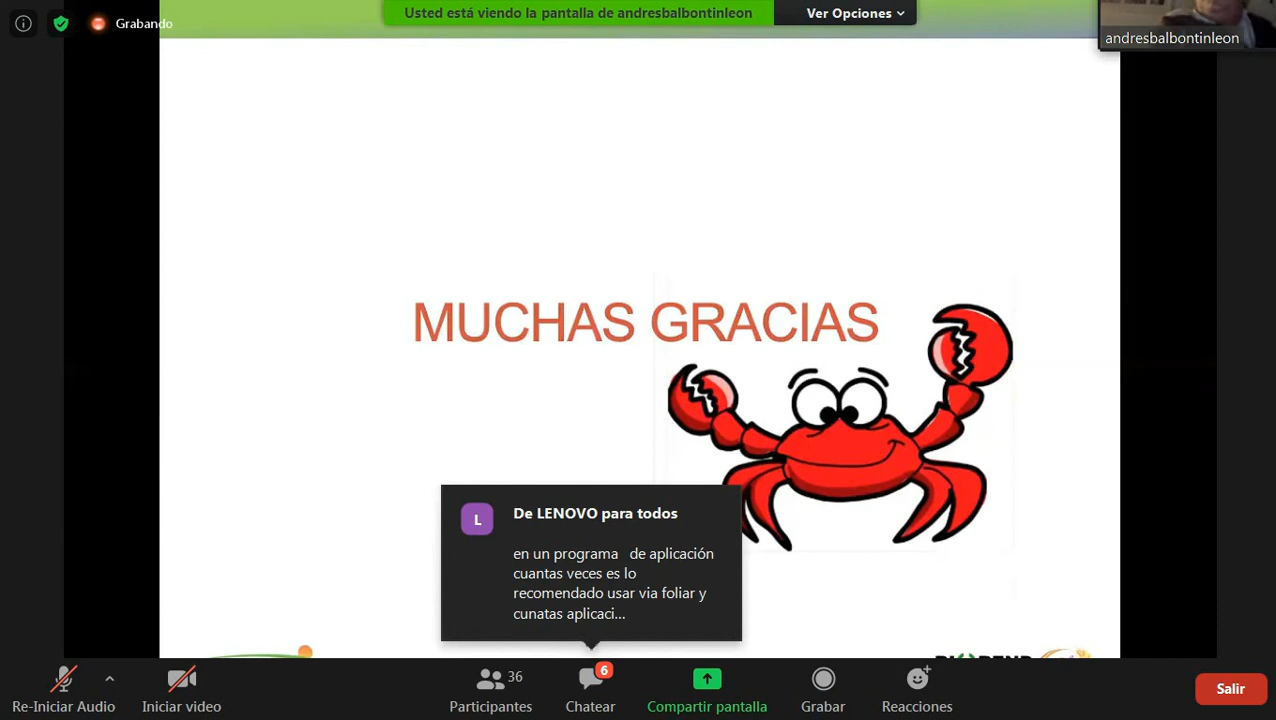 Grabando
Usted está viendo la pantalla de andresbalbontinleon
Ver Opciones
andresbalbontinleon
MUCHAS GRACIAS
L
De LENOVO para todos
en un programa de aplicación
cuantas veces es lo
recomendado usar via foliar y
cunatas aplicaci...
Re-Iniciar Audio
Iniciar video
36
Participantes
6
Chatear
Compartir pantalla
Grabar
Reacciones
Salir